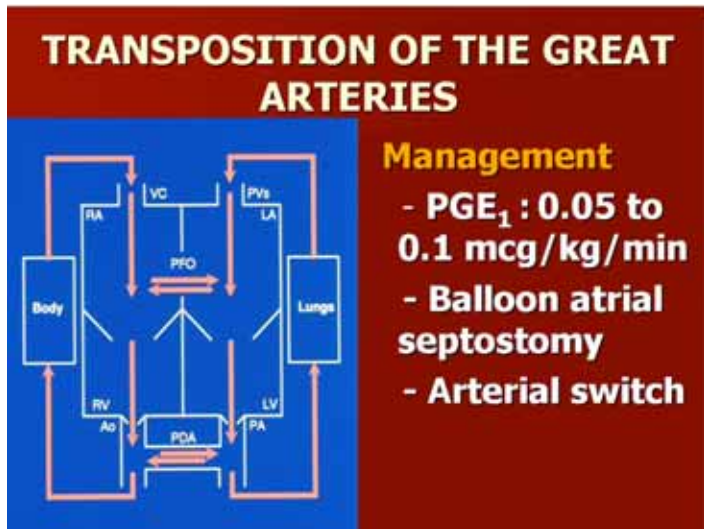 TRANSPOSITION OF THE GREAT
ARTERIES
VC
PVs
RA
LA
PFO
Body
Lungs
RV
LV
Ao
PA
PDA
Management
- PGE₁ : 0.05 to
0.1 mcg/kg/min
- Balloon atrial
septostomy
- Arterial switch